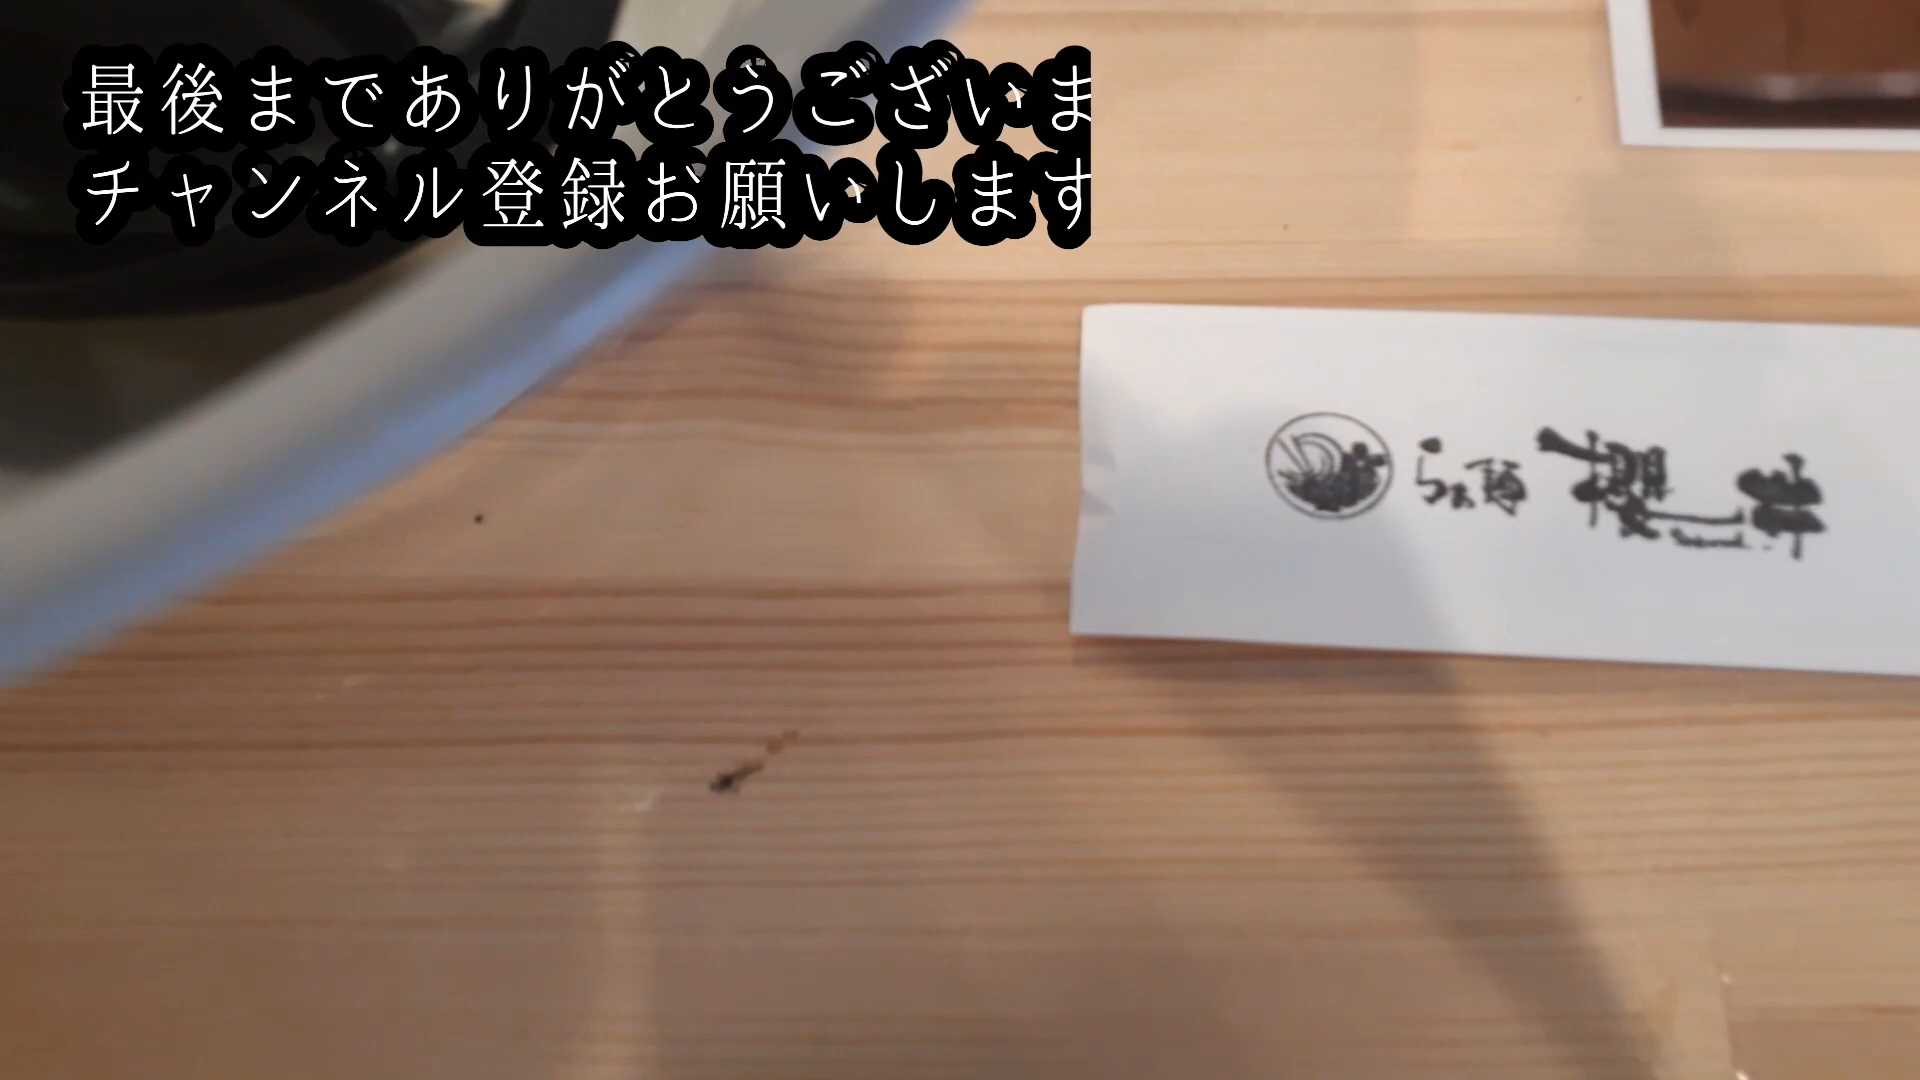 最後までありがとうございま
チャンネル登録お願いします
らぁ麺
櫻井